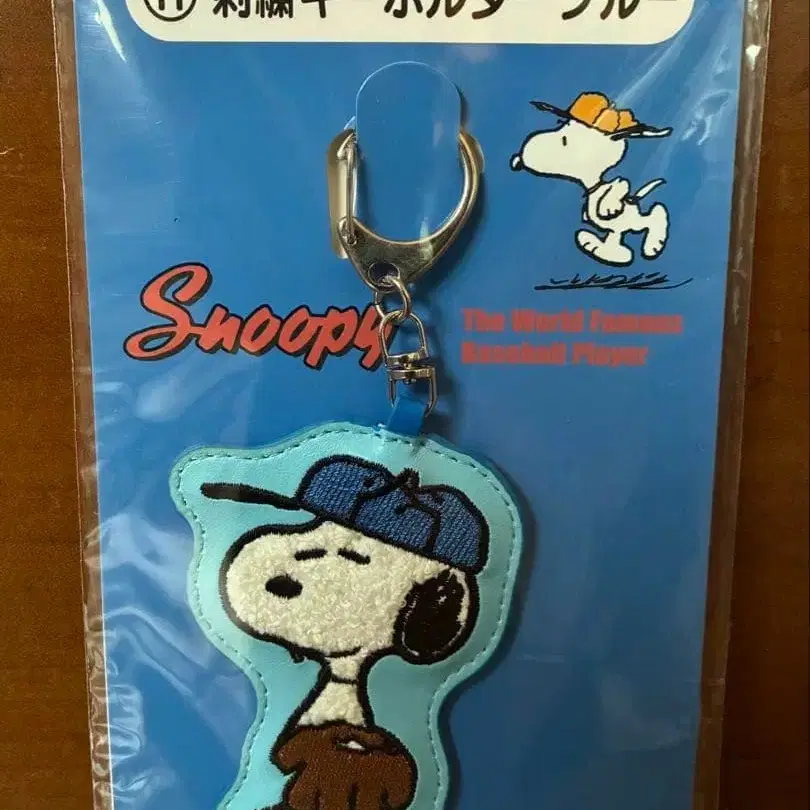 ⑪ 刺繍キーホルダーブルー
Snoopy
The World Famous
Baseball Player